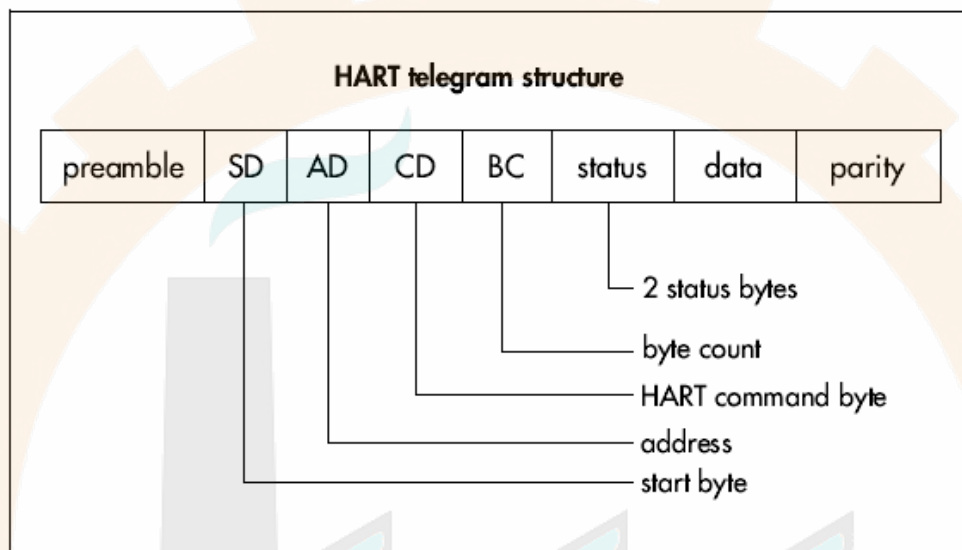 HART telegram structure
preamble SD AD CD BC status data parity
2 status bytes
byte count
HART command byte
address
start byte